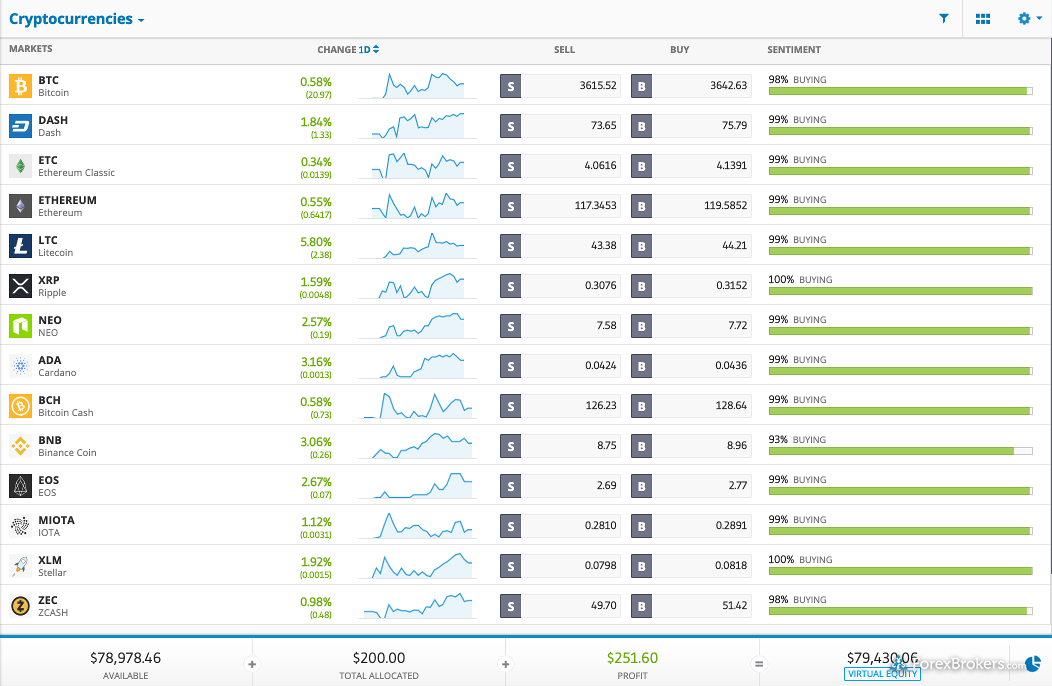 Cryptocurrencies
MARKETS CHANGE 1D SELL BUY SENTIMENT
BTC Bitcoin 0.58% (20.97) S 3615.52 B 3642.63 98% BUYING
DASH Dash 1.84% (1.33) S 73.65 B 75.79 99% BUYING
ETC Ethereum Classic 0.34% (0.0139) S 4.0616 B 4.1391 99% BUYING
ETHEREUM Ethereum 0.55% (0.6417) S 117.3453 B 119.5852 99% BUYING
LTC Litecoin 5.80% (2.38) S 43.38 B 44.21 99% BUYING
XRP Ripple 1.59% (0.0048) S 0.3076 B 0.3152 100% BUYING
NEO NEO 2.57% (0.19) S 7.58 B 7.72 99% BUYING
ADA Cardano 3.16% (0.0013) S 0.0424 B 0.0436 99% BUYING
BCH Bitcoin Cash 0.58% (0.73) S 126.23 B 128.64 99% BUYING
BNB Binance Coin 3.06% (0.26) S 8.75 B 8.96 93% BUYING
EOS EOS 2.67% (0.07) S 2.69 B 2.77 99% BUYING
MIOTA IOTA 1.12% (0.0031) S 0.2810 B 0.2891 99% BUYING
XLM Stellar 1.92% (0.0015) S 0.0798 B 0.0818 100% BUYING
ZEC ZCASH 0.98% (0.48) S 49.70 B 51.42 98% BUYING
$78,978.46 + $200.00 + $251.60 = $79,430.06 ForexBrokers.com
AVAILABLE TOTAL ALLOCATED PROFIT VIRTUAL EQUITY